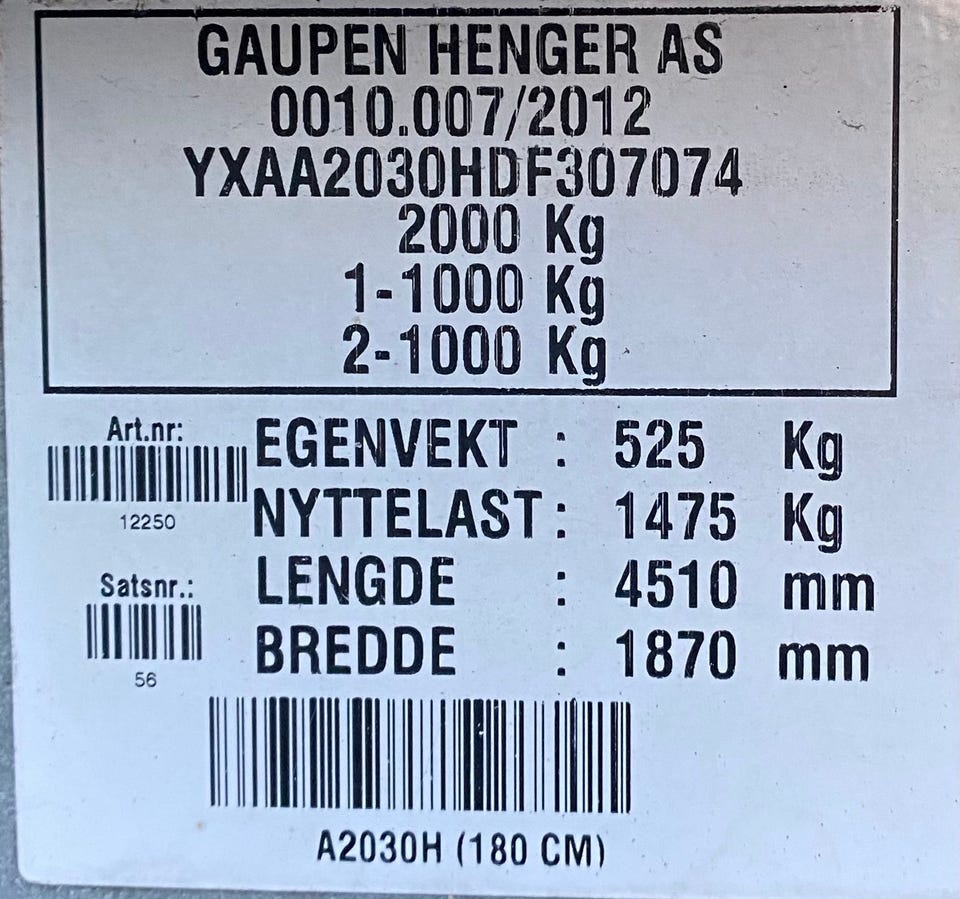 GAUPEN HENGER AS
0010.007/2012
YXAA2030HDF307074
2000 Kg
1-1000 Kg
2-1000 Kg
Art.nr:
12250
EGENVEKT : 525 Kg
NYTTELAST : 1475 Kg
Satsnr.:
56
LENGDE : 4510 mm
BREDDE : 1870 mm
A2030H (180 CM)